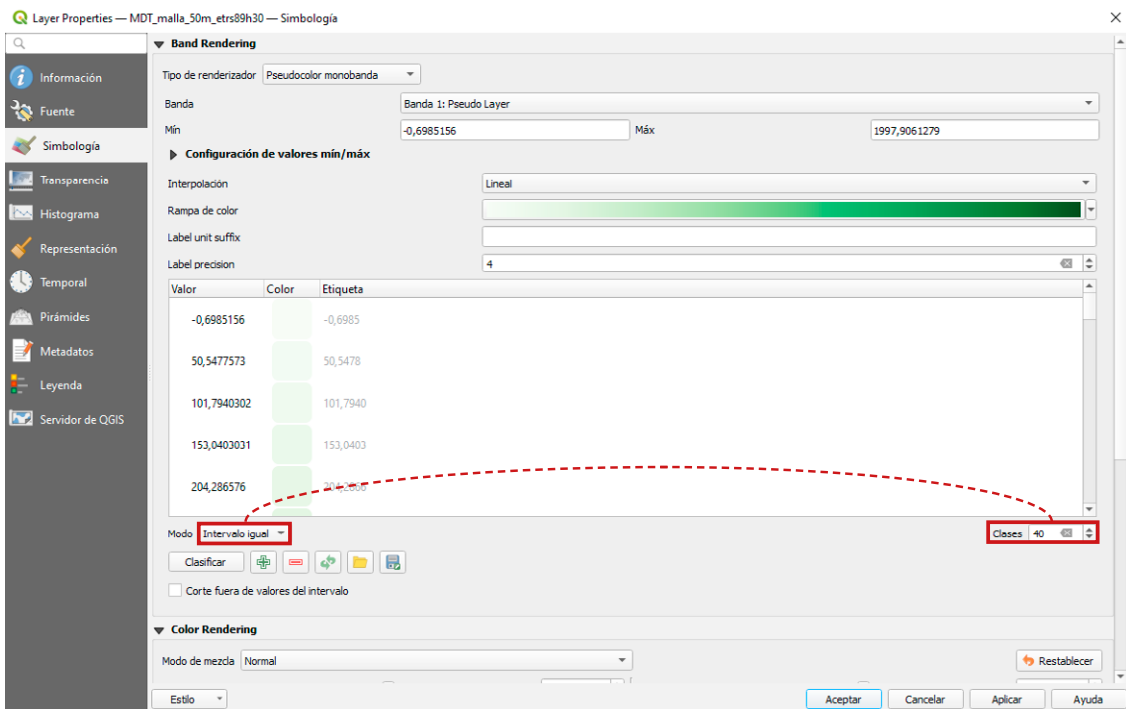 Layer Properties — MDT_malla_50m_etrs89h30 — Simbología
Información
Fuente
Simbología
Transparencia
Histograma
Representación
Temporal
Pirámides
Metadatos
Leyenda
Servidor de QGIS
Band Rendering
Tipo de renderizador Pseudocolor monobanda
Banda Banda 1: Pseudo Layer
Mín -0,6985156 Máx 1997,9061279
Configuración de valores mín/máx
Interpolación Lineal
Rampa de color
Label unit suffix
Label precision 4
Valor Color Etiqueta
-0,6985156 -0,6985
50,5477573 50,5478
101,7940302 101,7940
153,0403031 153,0403
204,286576 204,2866
Modo Intervalo igual Clases 40
Clasificar
Corte fuera de valores del intervalo
Color Rendering
Modo de mezcla Normal Restablecer
Estilo Aceptar Cancelar Aplicar Ayuda